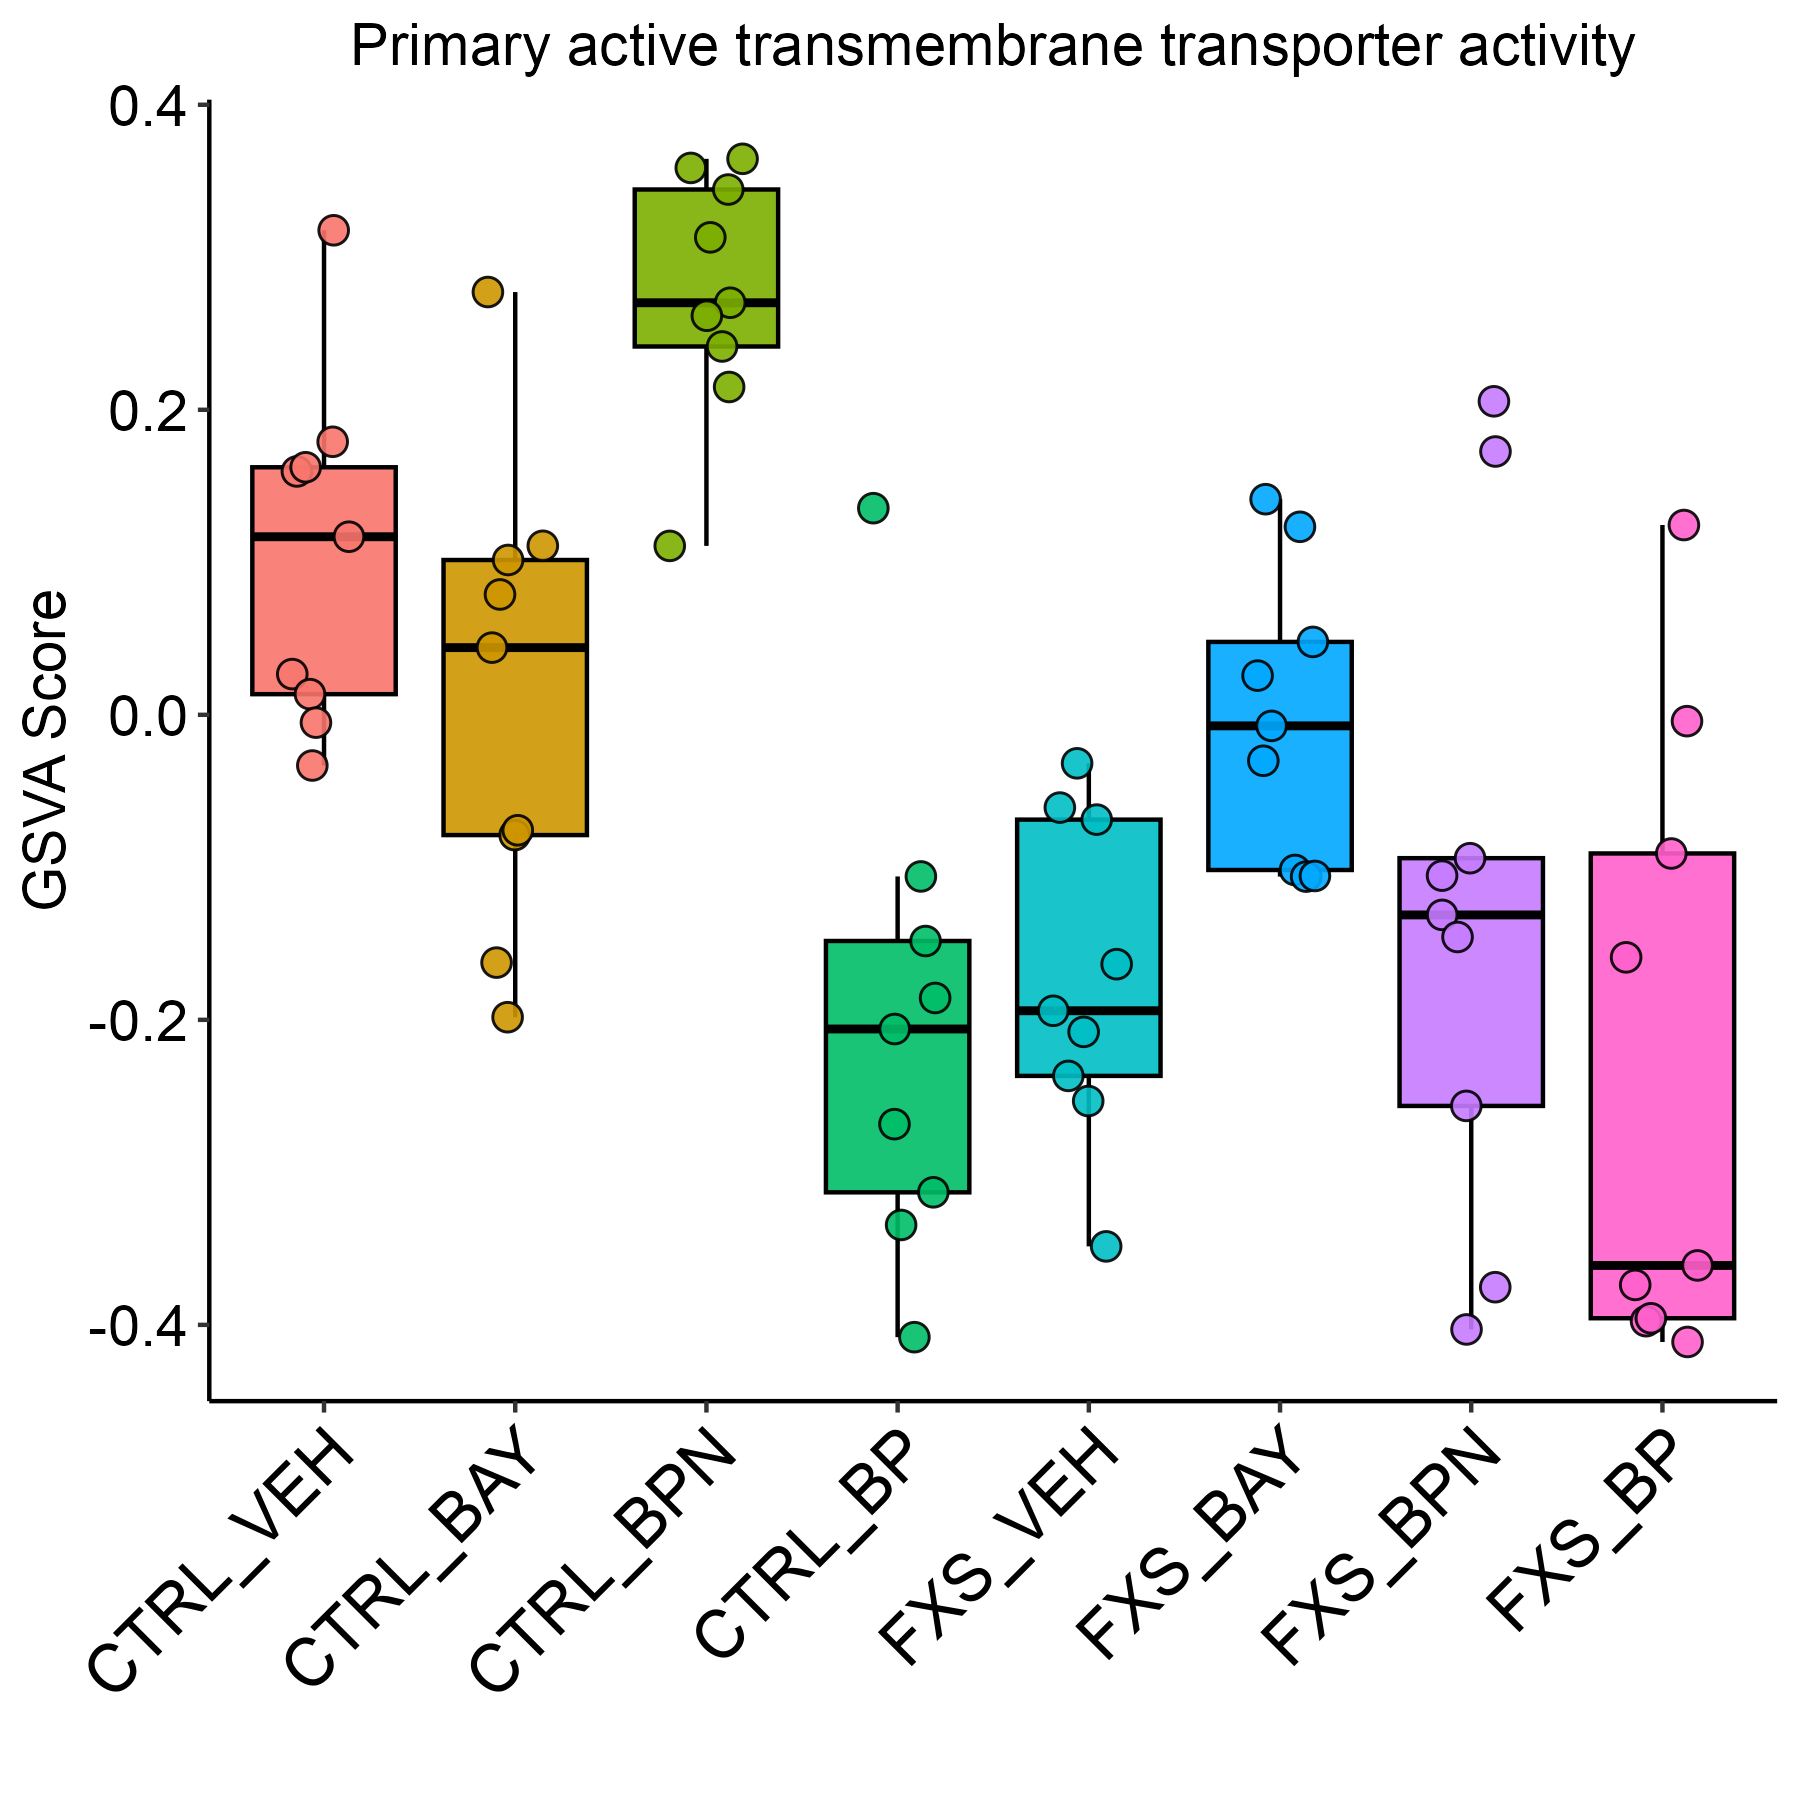 Primary active transmembrane transporter activity
GSVA Score
0.4
0.2
0.0
-0.2
-0.4
CTRL_VEH
CTRL_BAY
CTRL_BPN
CTRL_BP
FXS_VEH
FXS_BAY
FXS_BPN
FXS_BP